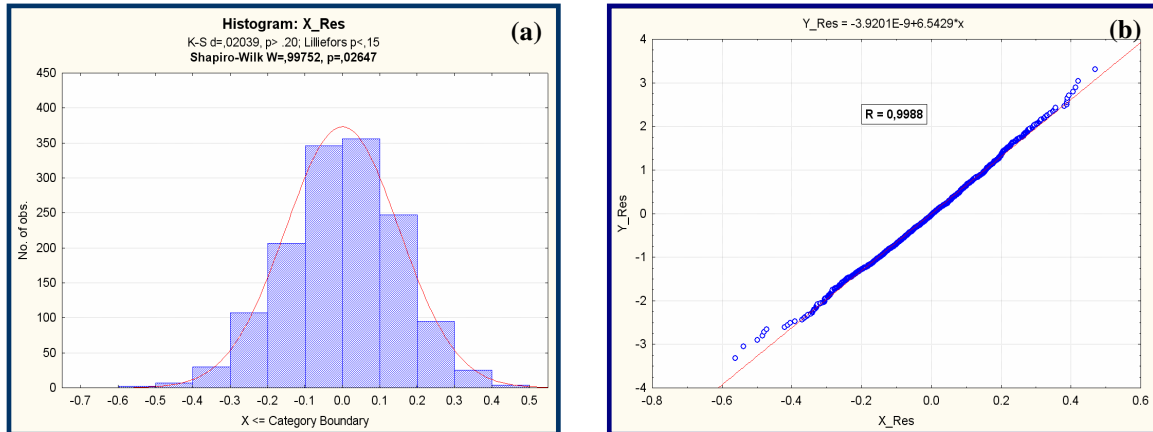 Histogram: X_Res
(a)
K-S d=,02039, p> .20; Lilliefors p<,15
Shapiro-Wilk W=,99752, p=,02647
450
400
350
300
250
200
150
100
50
0
No. of obs.
-0.7 -0.6 -0.5 -0.4 -0.3 -0.2 -0.1 0.0 0.1 0.2 0.3 0.4 0.5
X <= Category Boundary
Y_Res = -3.9201E-9+6.5429*x
(b)
4
3
2
1
0
-1
-2
-3
-4
Y_Res
R = 0,9988
-0.8 -0.6 -0.4 -0.2 0.0 0.2 0.4 0.6
X_Res